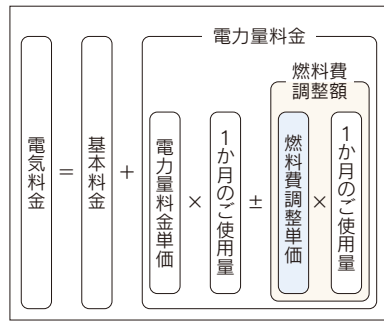 電力量料金
燃料費
調整額
電気料金
＝
基本料金
＋
電力量料金単価
×
1か月のご使用量
±
燃料費調整単価
×
1か月のご使用量